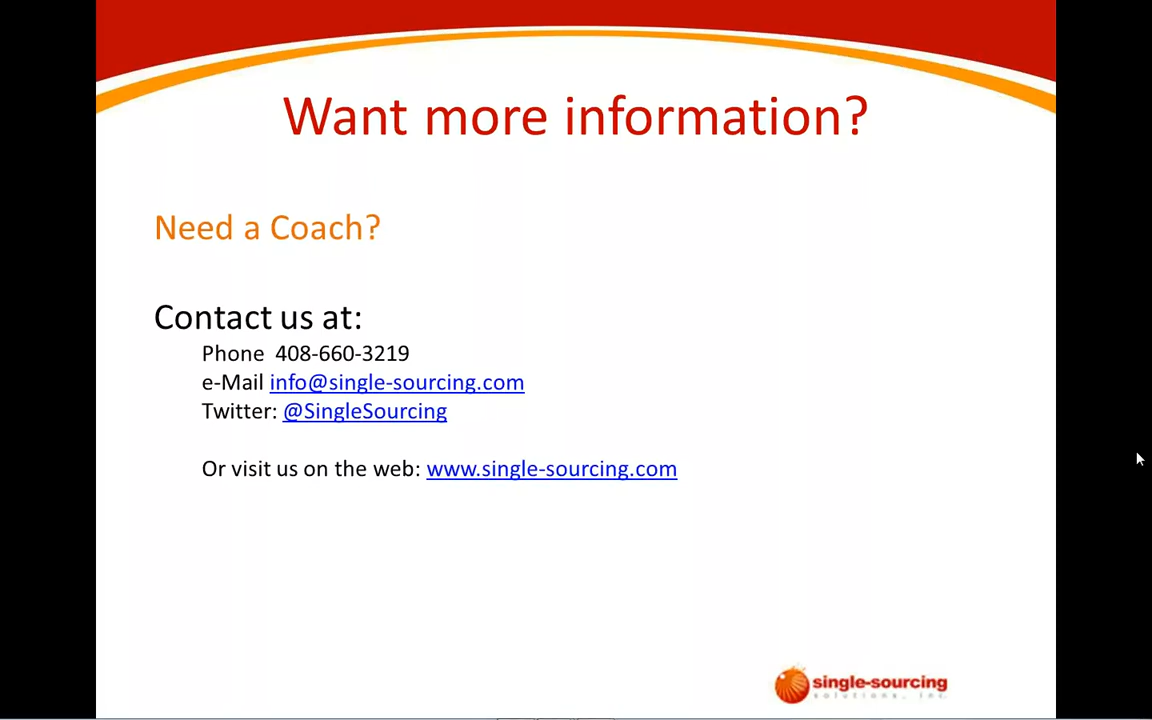 Want more information?
Need a Coach?
Contact us at:
Phone 408-660-3219
e-Mail info@single-sourcing.com
Twitter: @SingleSourcing
Or visit us on the web: www.single-sourcing.com
single-sourcing
solutions, inc.